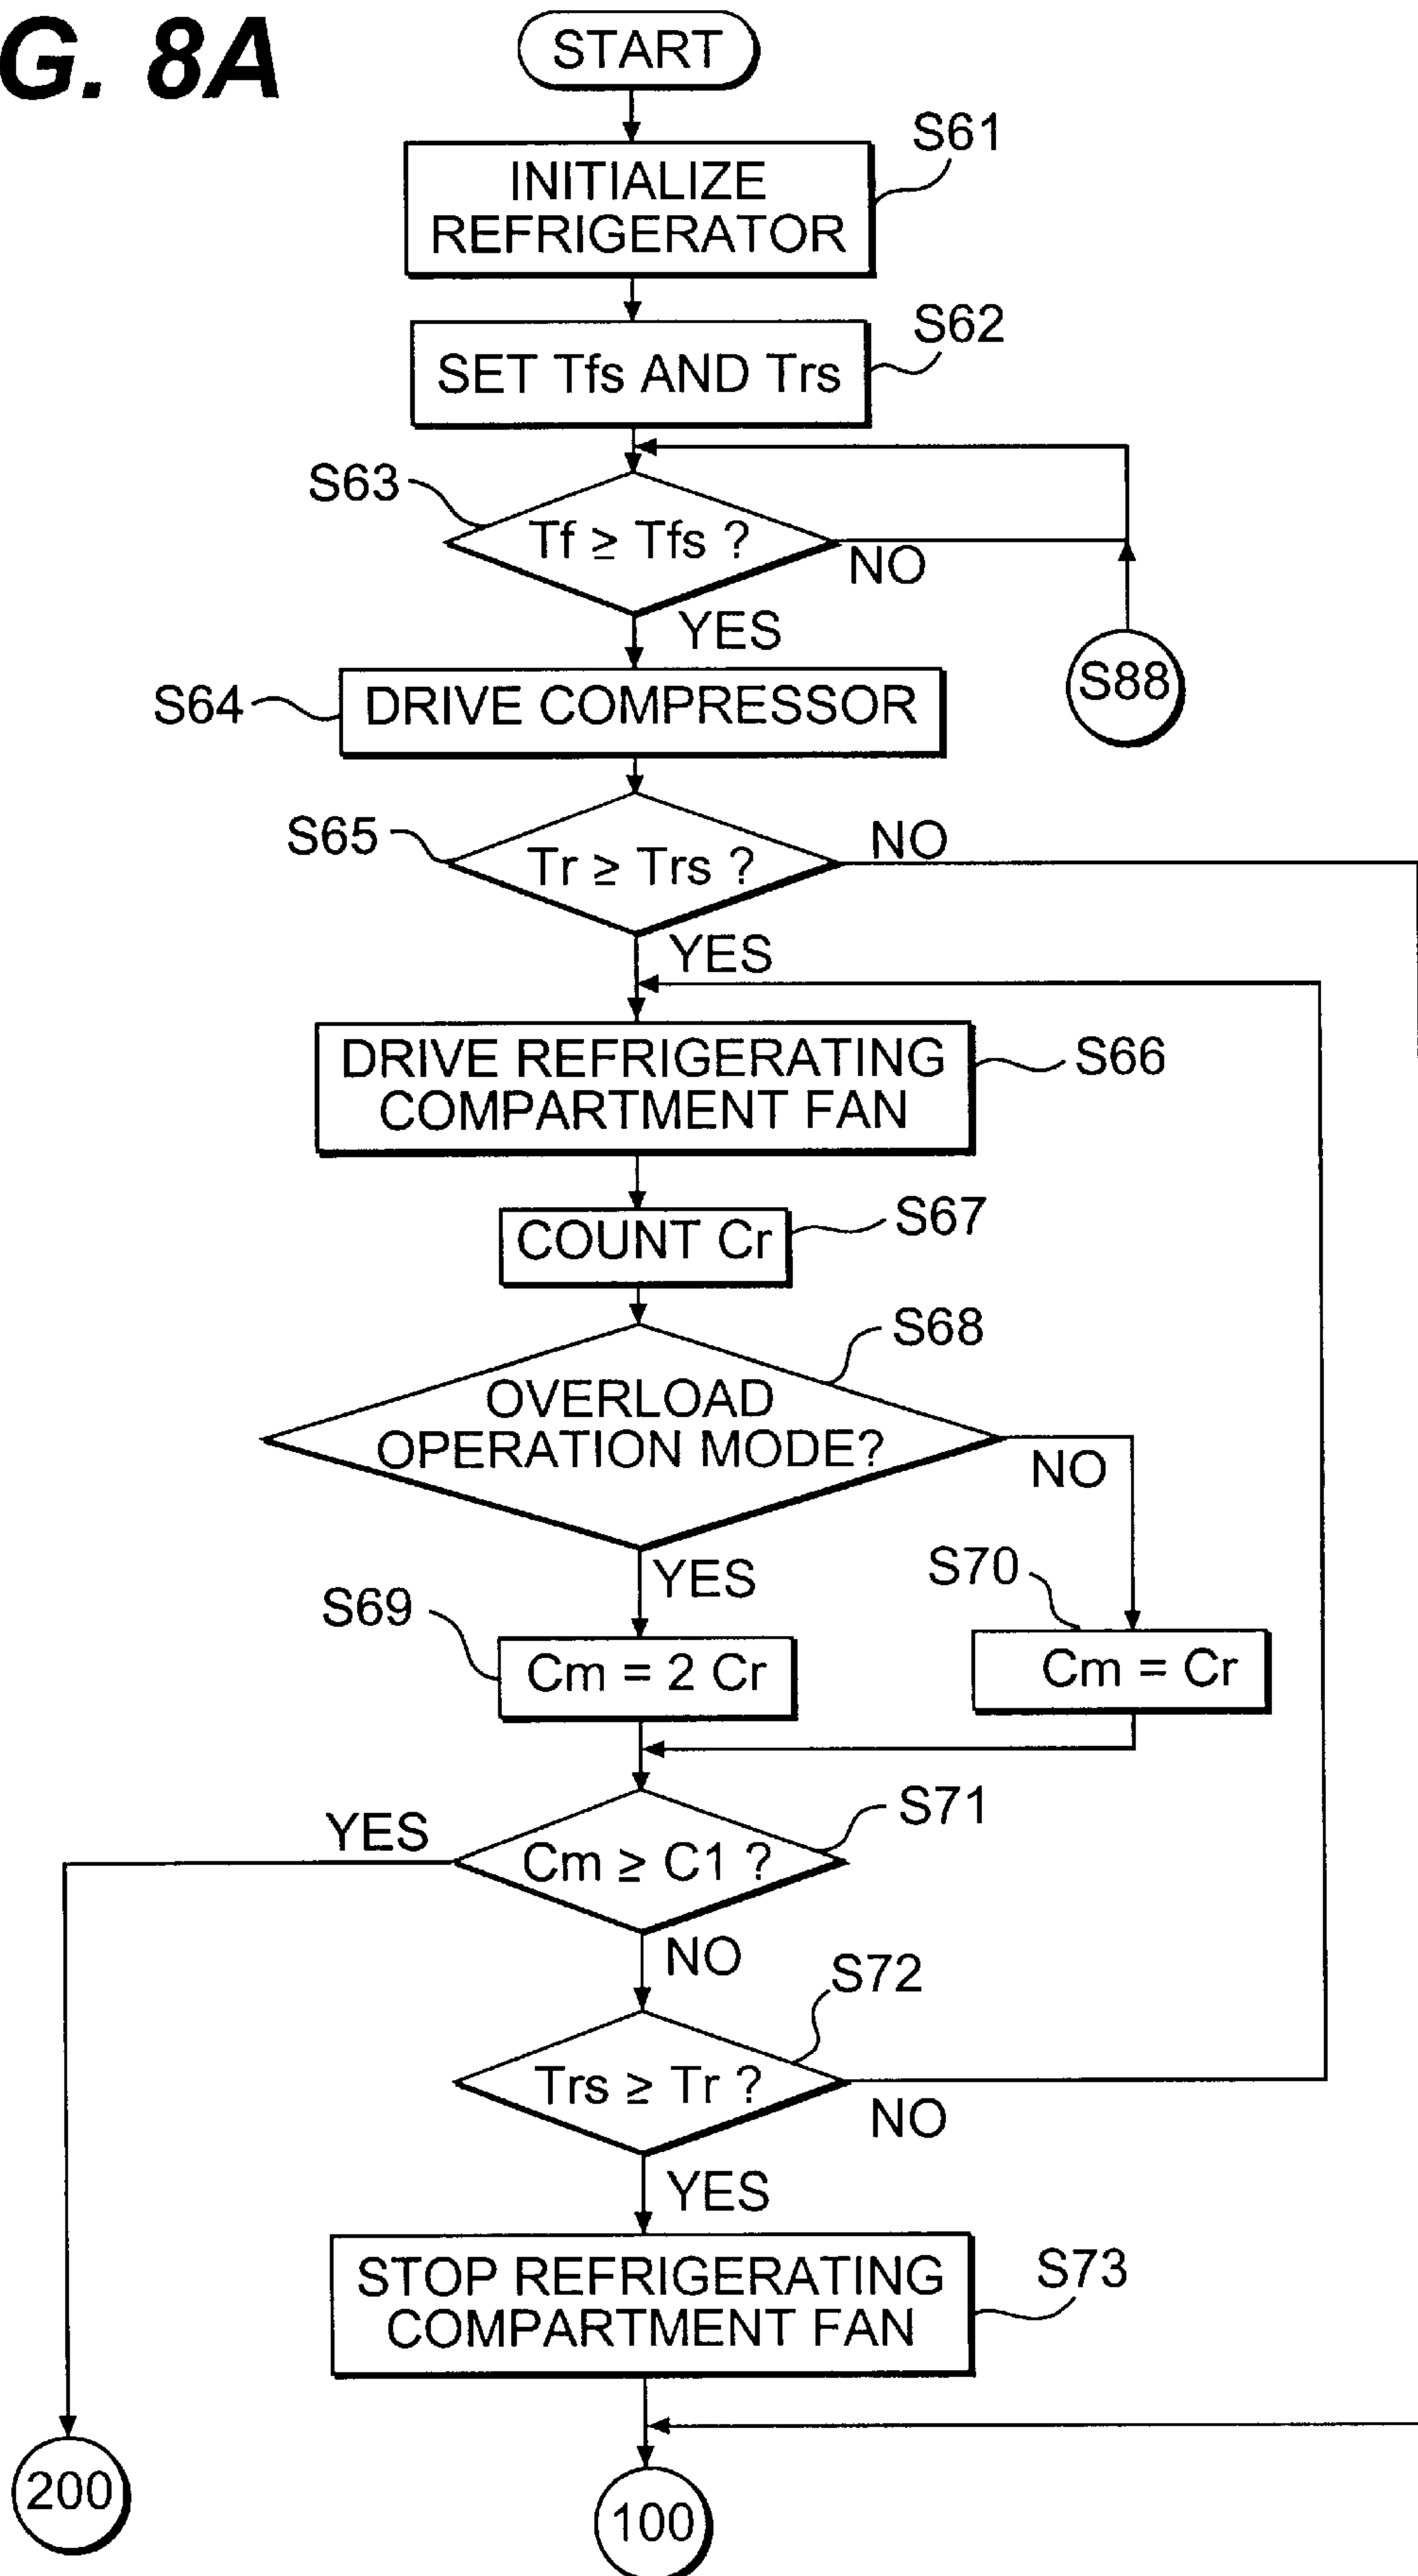 G. 8A
START
S61
INITIALIZE
REFRIGERATOR
S62
SET Tfs AND Trs
S63
Tf ≥ Tfs ?
NO
YES
S88
S64
DRIVE COMPRESSOR
S65
Tr ≥ Trs ?
NO
YES
DRIVE REFRIGERATING
COMPARTMENT FAN
S66
COUNT Cr
S67
S68
OVERLOAD
OPERATION MODE?
NO
YES
S70
S69
Cm = 2 Cr
Cm = Cr
S71
YES
Cm ≥ C1 ?
NO
S72
Trs ≥ Tr ?
NO
YES
STOP REFRIGERATING
COMPARTMENT FAN
S73
200
100